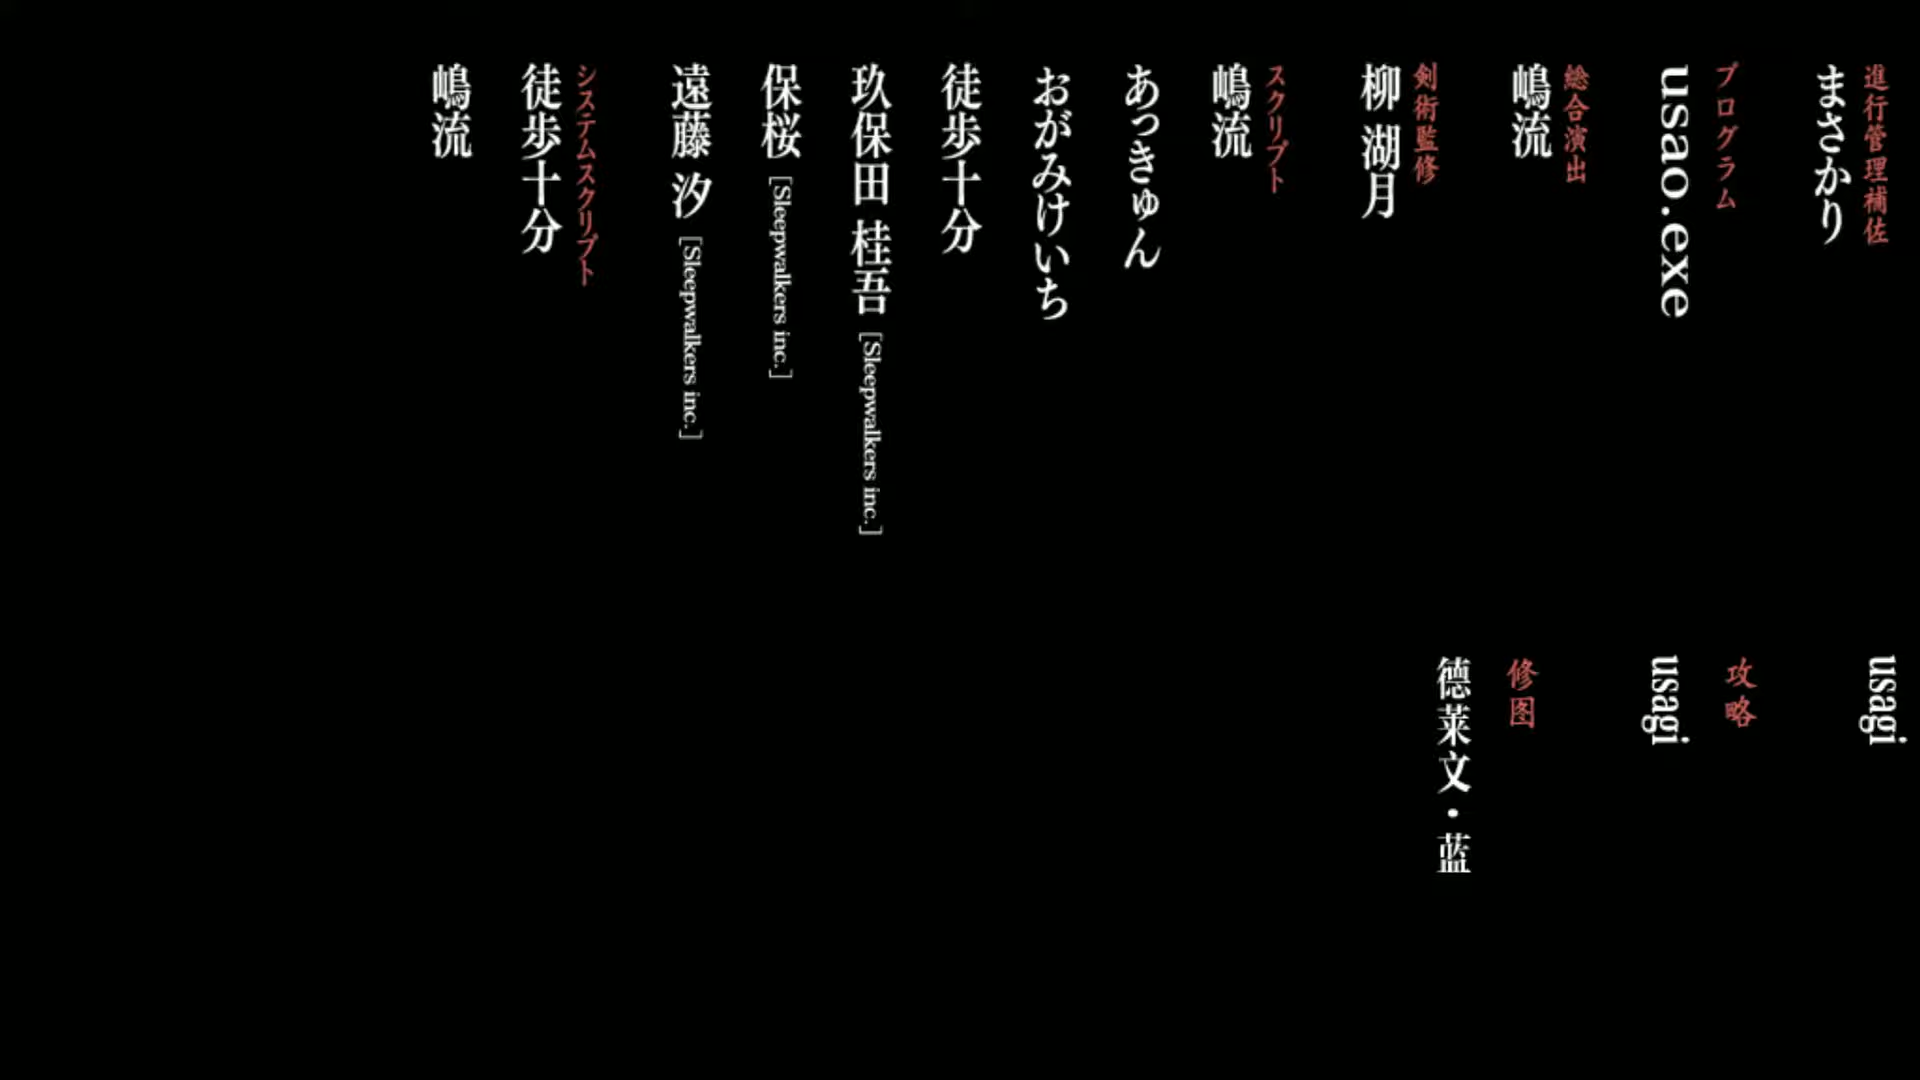 進行管理補佐
まさかり
プログラム
usao.exe
総合演出
嶋流
剣術監修
柳 湖月
スクリプト
嶋流
あっきゅん
おがみけいち
徒歩十分
玖保田 桂吾 [Sleepwalkers inc.]
保桜 [Sleepwalkers inc.]
遠藤 汐 [Sleepwalkers inc.]
システムスクリプト
徒歩十分
嶋流
usagi
攻略
usagi
修图
德莱文・蓝